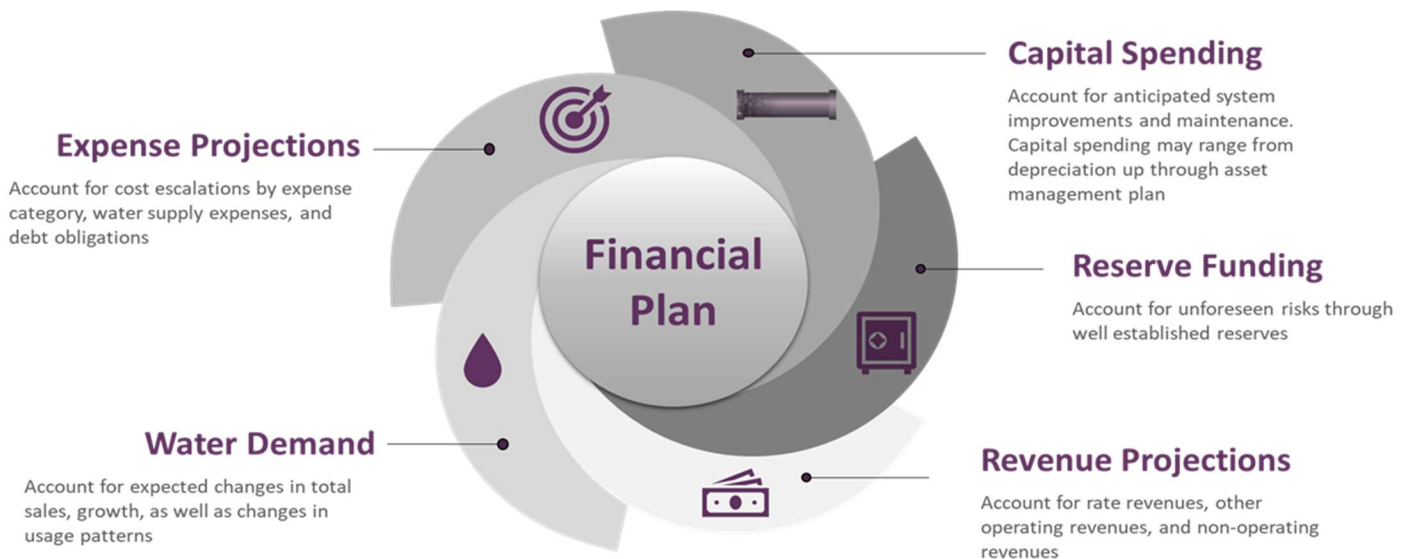 Capital Spending
Account for anticipated system
improvements and maintenance.
Capital spending may range from
depreciation up through asset
management plan
Expense Projections
Account for cost escalations by expense
category, water supply expenses, and
debt obligations
Financial
Plan
Reserve Funding
Account for unforeseen risks through
well established reserves
Water Demand
Account for expected changes in total
sales, growth, as well as changes in
usage patterns
Revenue Projections
Account for rate revenues, other
operating revenues, and non-operating
revenues